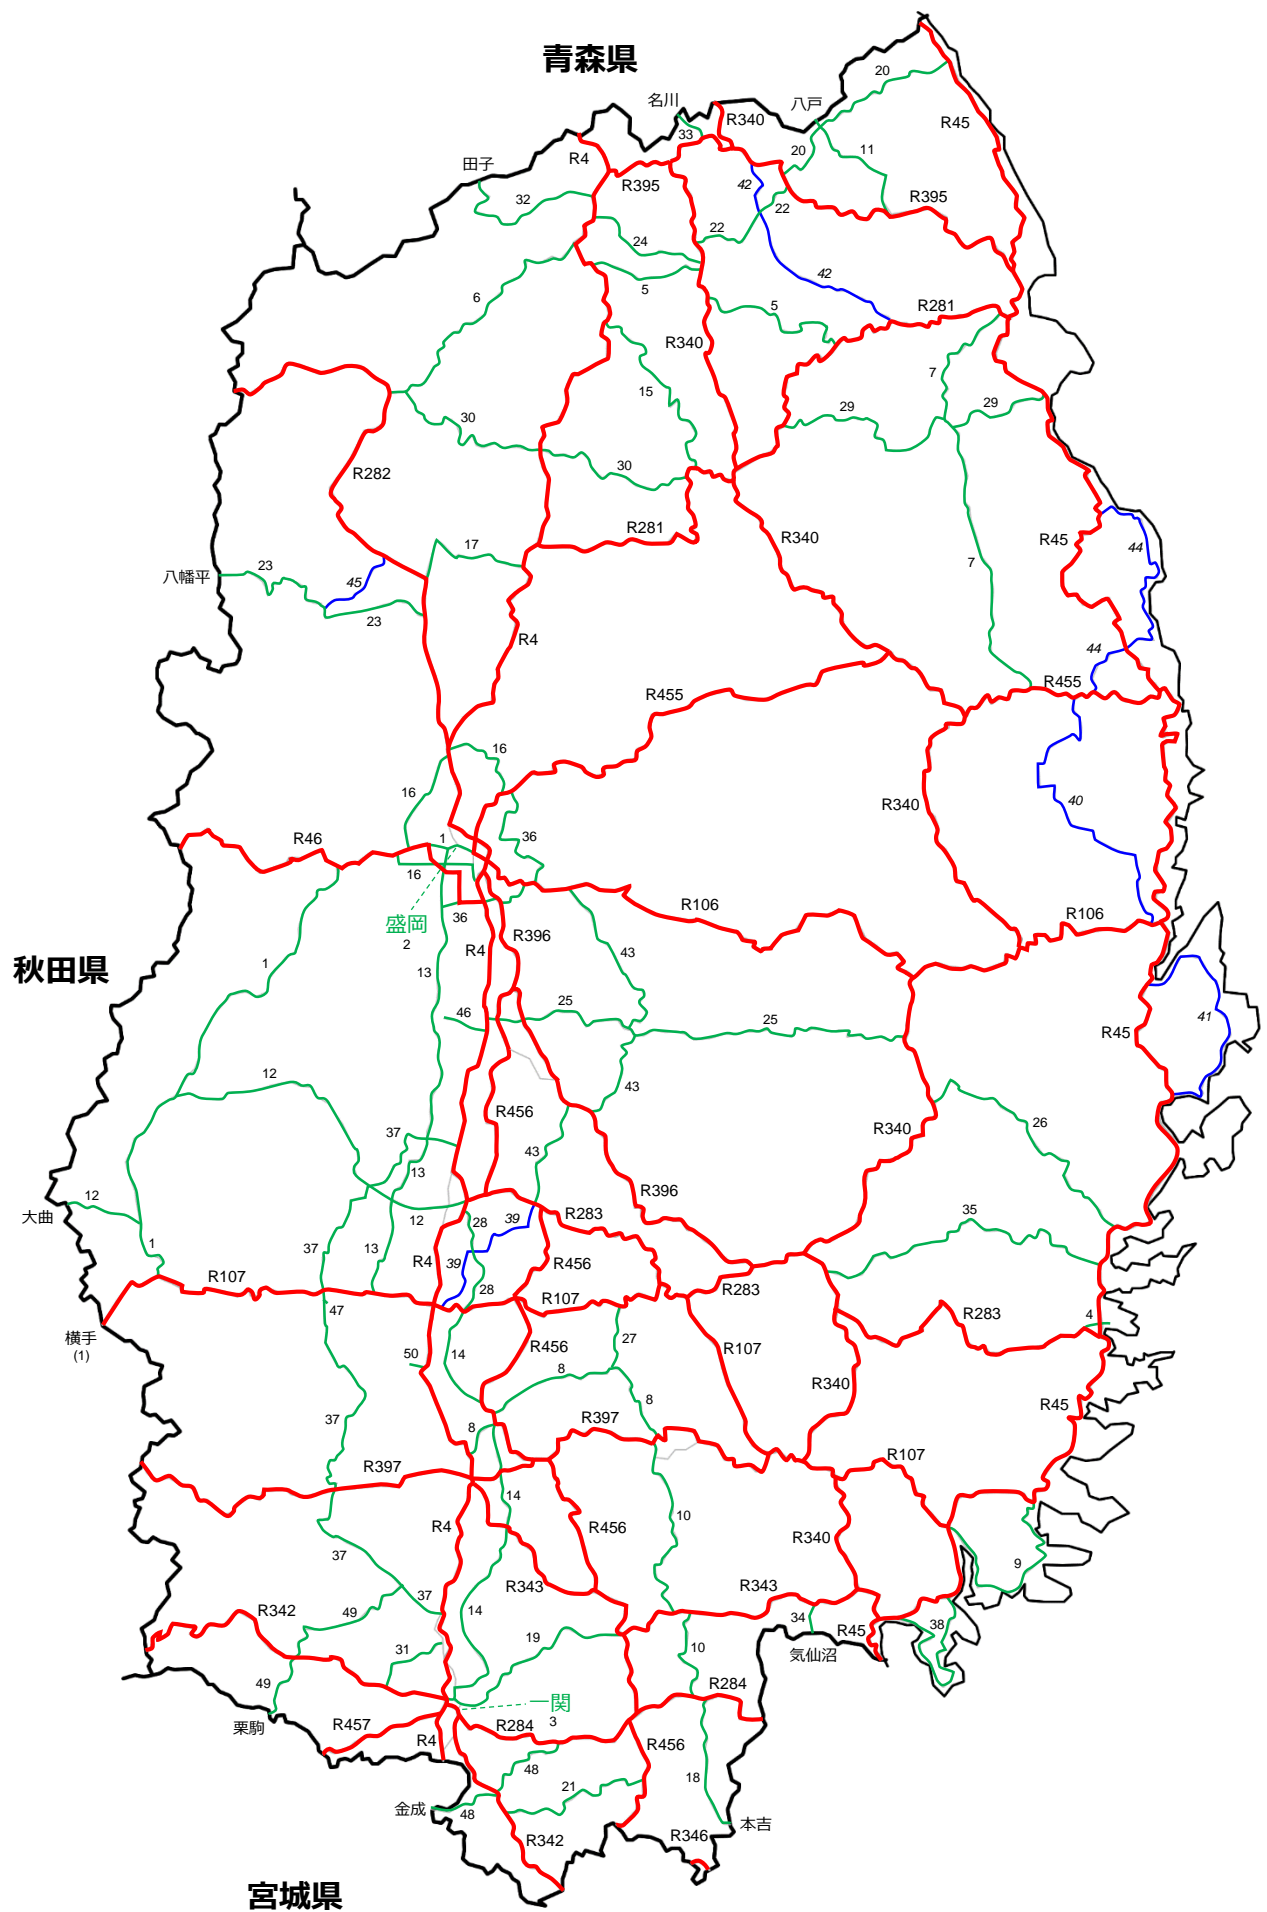 青森県
名川
八戸
20
R340
R45
33
R4
20
11
田子
R395
42
32
22
R395
22
24
42
6
5
5
R281
R340
7
15
29
29
30
30
R282
R281
R340
R45
44
17
23
八幡平
45
7
23
R4
44
R455
R455
16
16
40
R340
36
1
R46
16
R106
36
盛岡
2
R106
R396
R4
43
秋田県
1
13
25
41
46
25
R45
12
43
R456
26
37
R340
43
13
12
R396
大曲
12
39
28
R283
35
1
37
13
R4
39
R456
R107
28
R107
R283
47
R283
4
横手
(1)
27
R456
R107
50
14
8
R340
8
R45
37
R397
8
R107
R397
14
10
R4
R456
R340
37
9
R343
R343
37
49
14
R342
34
38
19
R45
31
10
気仙沼
49
R284
一関
3
栗駒
R457
R284
R4
R456
48
18
21
金成
48
本吉
R342
R346
宮城県